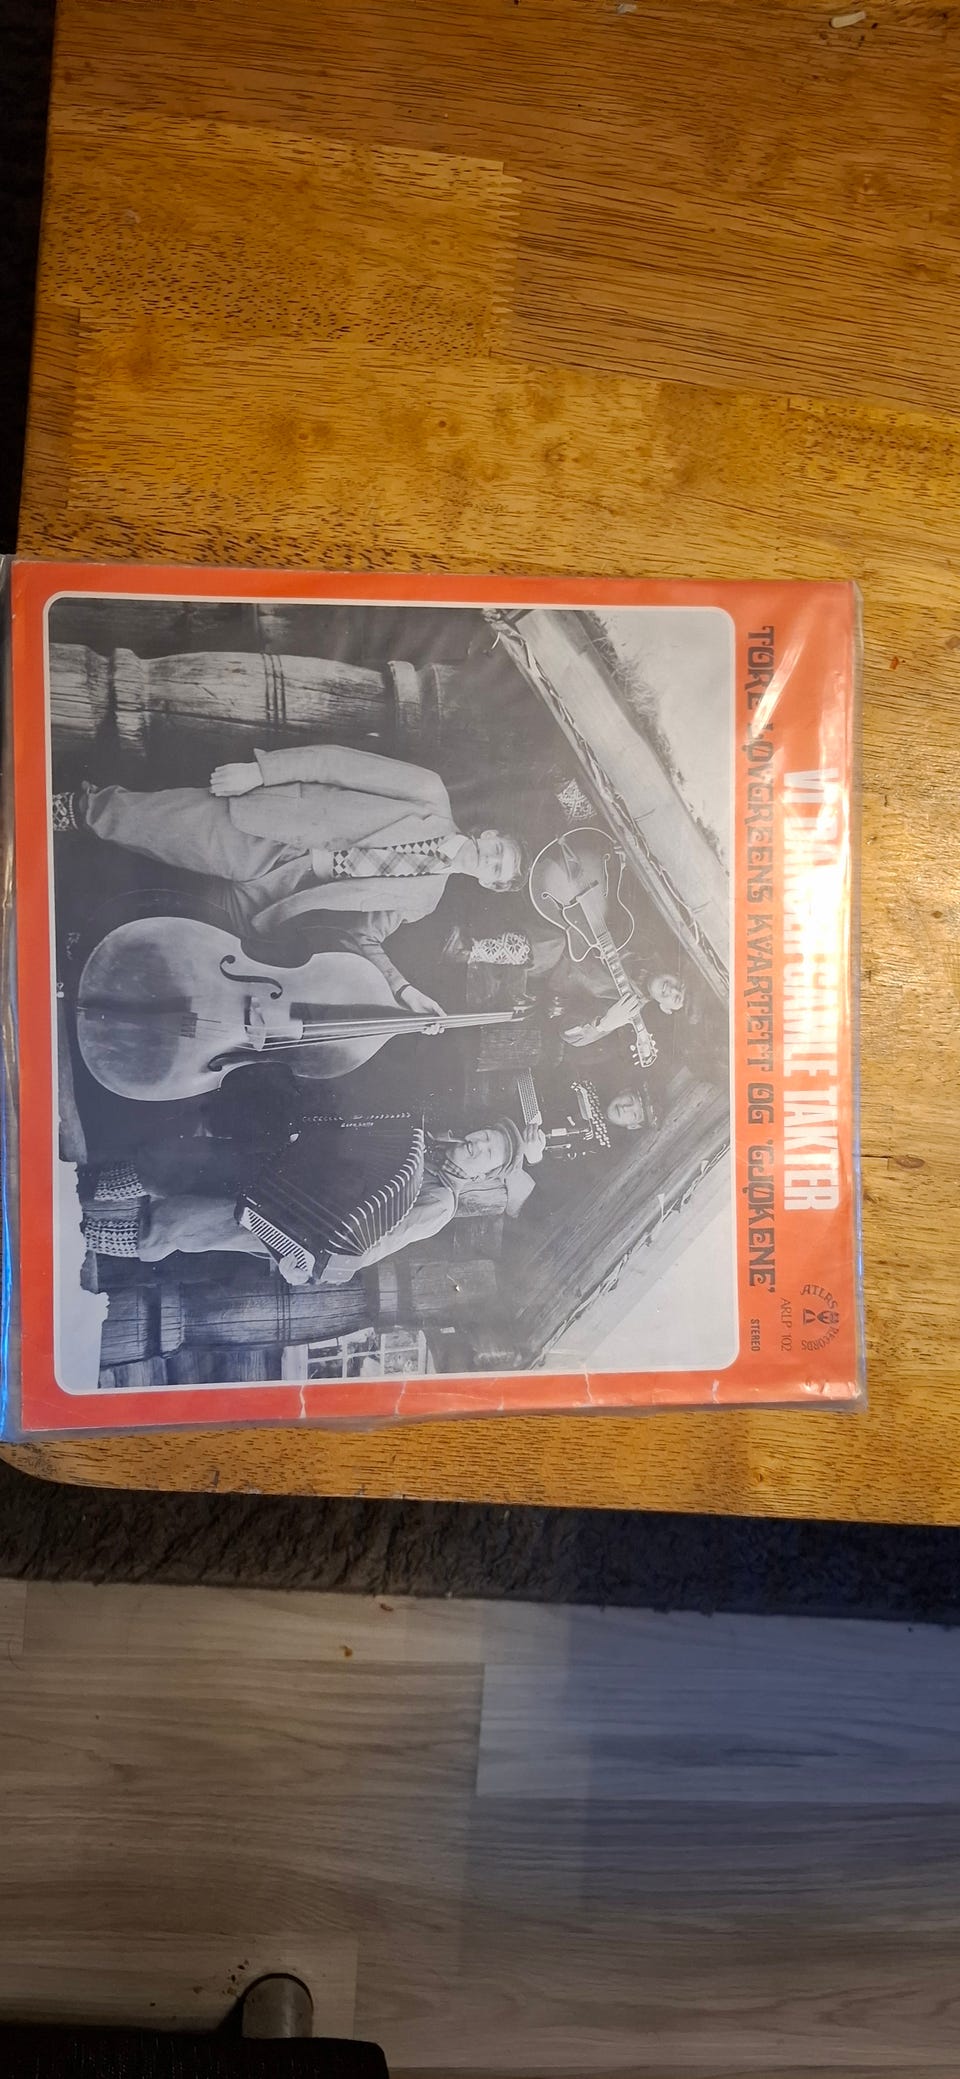 VI DANSER GAMLE TAKTER
TORE LØVGREENS KVARTETT OG 'GJØKENE'
ATLAS RECORDS
ARLP 102
STEREO